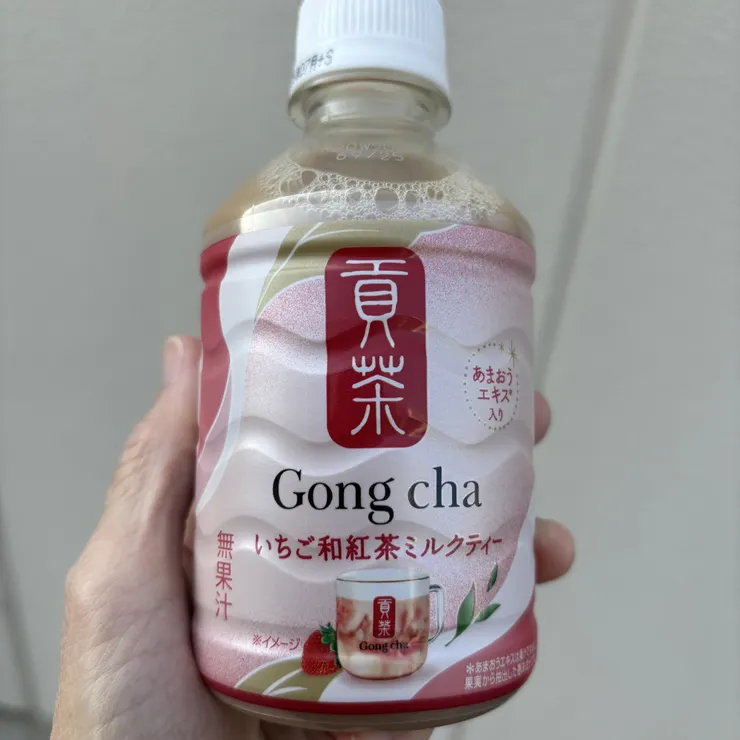 貢茶
あまおう
エキス*
入り
Gong cha
いちご和紅茶ミルクティー
無果汁
※イメージ
貢茶
Gong cha